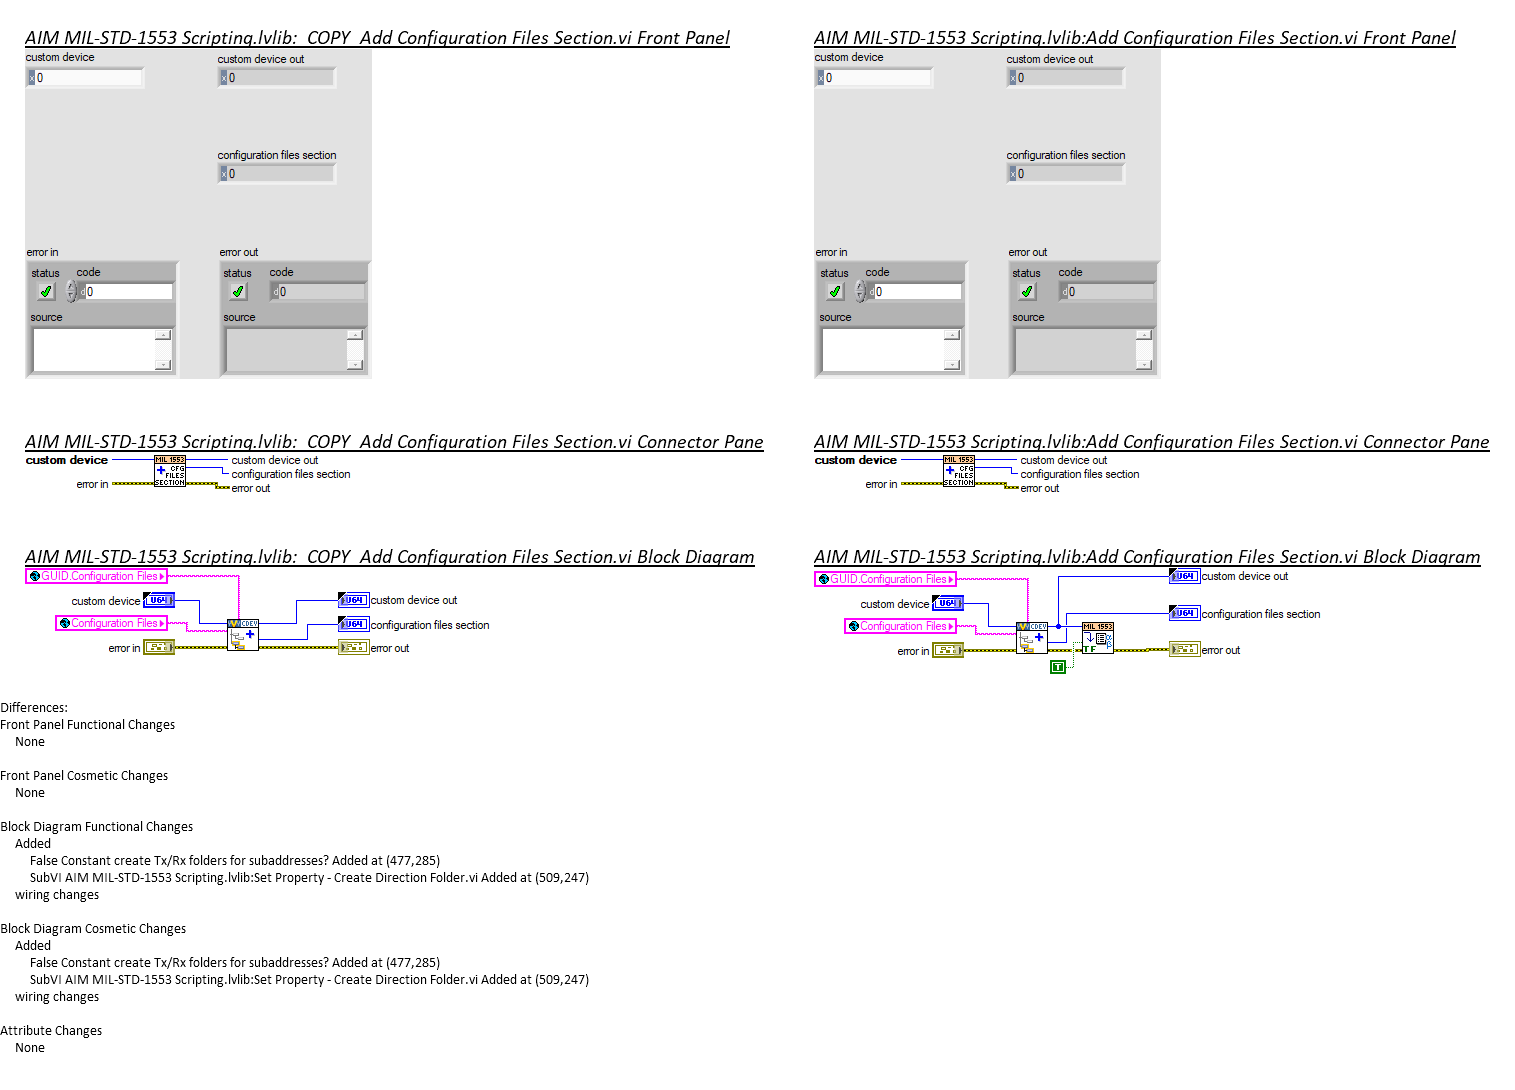 AIM MIL-STD-1553 Scripting.lvlib:  COPY  Add Configuration Files Section.vi Front Panel
custom device
custom device out
x 0
x 0
configuration files section
x 0
error in
error out
status
code
d 0
status
code
d 0
source
source
AIM MIL-STD-1553 Scripting.lvlib:Add Configuration Files Section.vi Front Panel
custom device
custom device out
x 0
x 0
configuration files section
x 0
error in
error out
status
code
d 0
status
code
d 0
source
source
AIM MIL-STD-1553 Scripting.lvlib:  COPY  Add Configuration Files Section.vi Connector Pane
custom device
MIL 1553
CFG
FILES
SECTION
custom device out
configuration files section
error in
error out
AIM MIL-STD-1553 Scripting.lvlib:Add Configuration Files Section.vi Connector Pane
custom device
MIL 1553
CFG
FILES
SECTION
custom device out
configuration files section
error in
error out
AIM MIL-STD-1553 Scripting.lvlib:  COPY  Add Configuration Files Section.vi Block Diagram
GUID.Configuration Files
custom device
U64
U64
custom device out
Configuration Files
CDEV
U64
configuration files section
error in
error out
AIM MIL-STD-1553 Scripting.lvlib:Add Configuration Files Section.vi Block Diagram
GUID.Configuration Files
U64
custom device out
custom device
U64
U64
configuration files section
Configuration Files
CDEV
MIL 1553
TF
error in
error out
T
Differences:
Front Panel Functional Changes
None
Front Panel Cosmetic Changes
None
Block Diagram Functional Changes
Added
False Constant create Tx/Rx folders for subaddresses? Added at (477,285)
SubVI AIM MIL-STD-1553 Scripting.lvlib:Set Property - Create Direction Folder.vi Added at (509,247)
wiring changes
Block Diagram Cosmetic Changes
Added
False Constant create Tx/Rx folders for subaddresses? Added at (477,285)
SubVI AIM MIL-STD-1553 Scripting.lvlib:Set Property - Create Direction Folder.vi Added at (509,247)
wiring changes
Attribute Changes
None